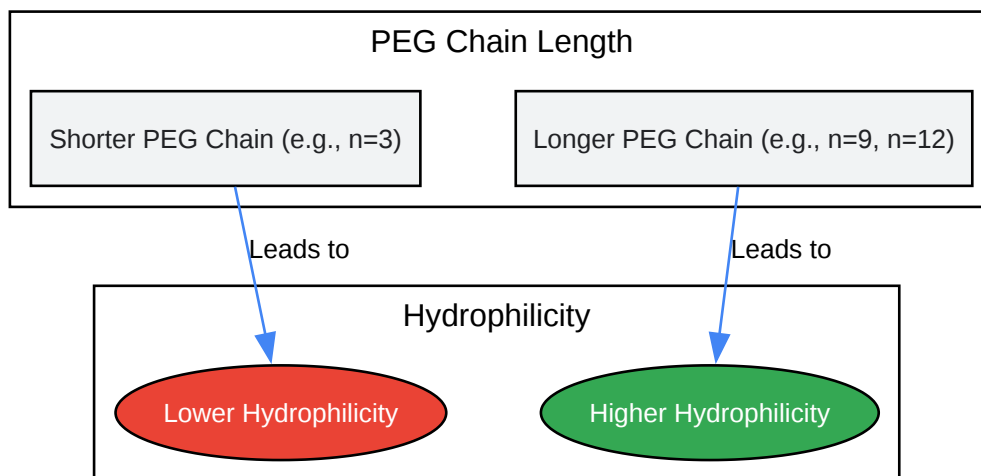 PEG Chain Length
Shorter PEG Chain (e.g., n=3)
Longer PEG Chain (e.g., n=9, n=12)
Leads to
Leads to
Hydrophilicity
Lower Hydrophilicity
Higher Hydrophilicity